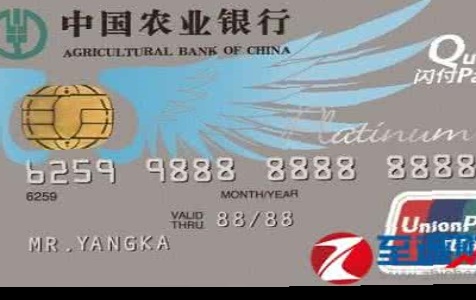 中国农业银行
AGRICULTURAL BANK OF CHINA
Qu
闪付Pa
Platinum
6259 9888 8888 8888
6259
MONTH/YEAR
VALID THRU 88/88
MR.YANGKA
UnionP